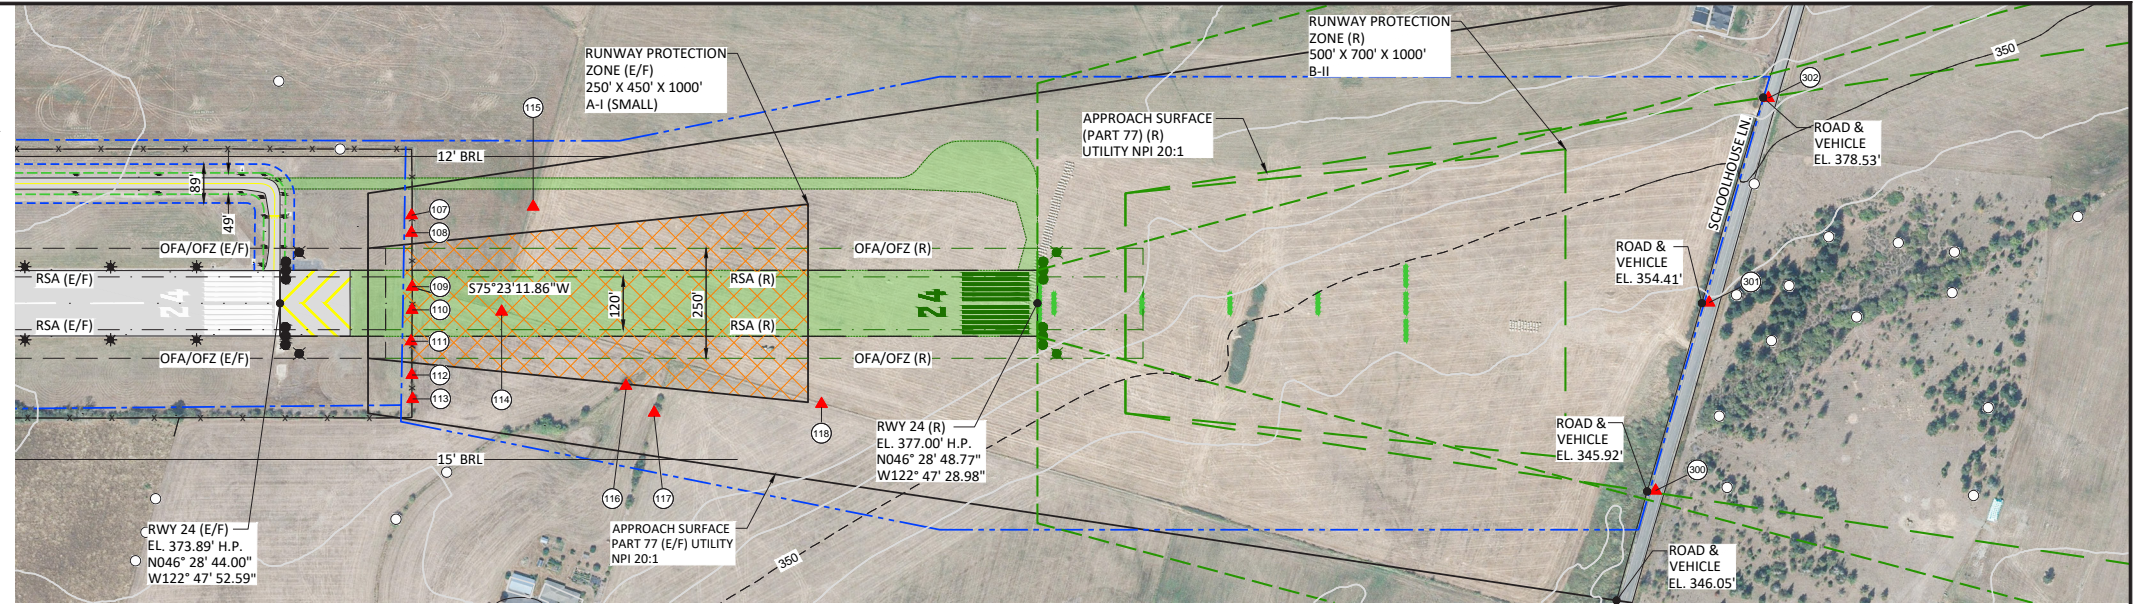 RUNWAY PROTECTION
ZONE (E/F)
250' X 450' X 1000'
A-I (SMALL)
RUNWAY PROTECTION
ZONE (R)
500' X 700' X 1000'
B-II
350
302
115
APPROACH SURFACE
(PART 77) (R)
UTILITY NPI 20:1
ROAD &
VEHICLE
EL. 378.53'
SCHOOLHOUSE LN.
12' BRL
89'
49'
107
108
OFA/OFZ (E/F)
OFA/OFZ (R)
ROAD &
VEHICLE
EL. 354.41'
301
RSA (E/F)
RSA (R)
109
S75°23'11.86"W
24
110
120'
250'
24
RSA (E/F)
RSA (R)
111
OFA/OFZ (E/F)
OFA/OFZ (R)
112
113
114
118
RWY 24 (R)
EL. 377.00' H.P.
N046° 28' 48.77"
W122° 47' 28.98"
ROAD &
VEHICLE
EL. 345.92'
300
15' BRL
116
117
RWY 24 (E/F)
EL. 373.89' H.P.
N046° 28' 44.00"
W122° 47' 52.59"
APPROACH SURFACE
PART 77 (E/F) UTILITY
NPI 20:1
350
ROAD &
VEHICLE
EL. 346.05'